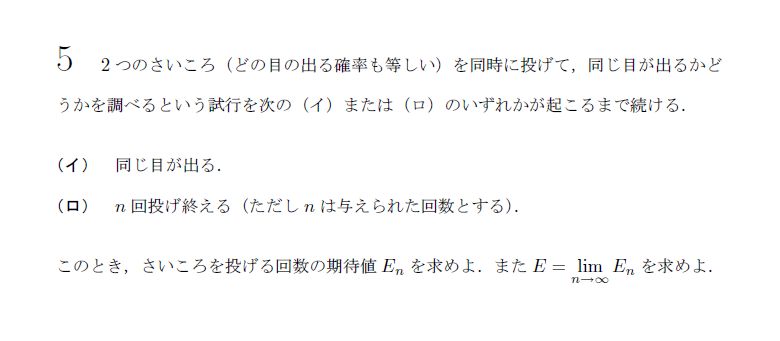 5 2つのさいころ（どの目の出る確率も等しい）を同時に投げて，同じ目が出るかど
うかを調べるという試行を次の（イ）または（ロ）のいずれかが起こるまで続ける．
（イ） 同じ目が出る．
（ロ） n 回投げ終える（ただし n は与えられた回数とする）．
このとき，さいころを投げる回数の期待値 Eₙ を求めよ．また E = lim_{n→∞} Eₙ を求めよ．